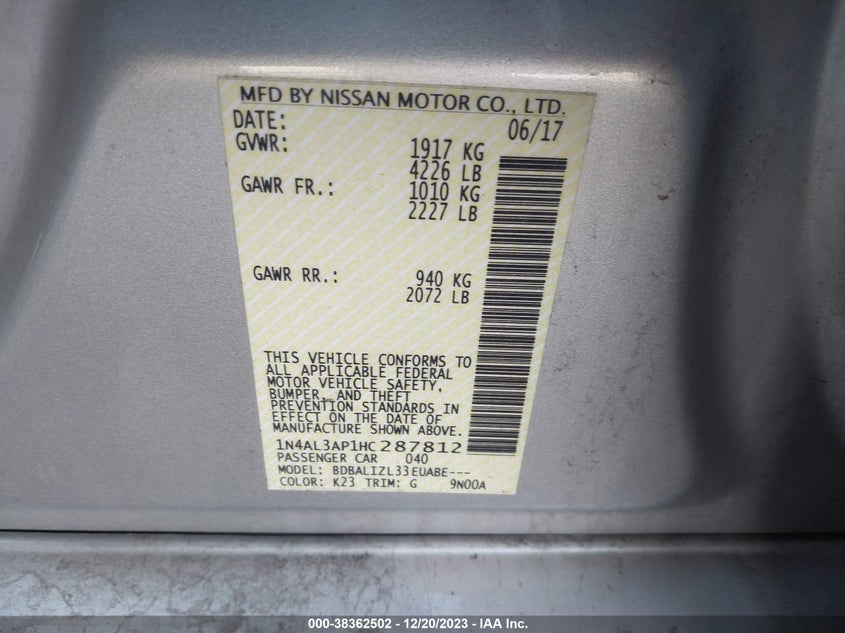 MFD BY NISSAN MOTOR CO., LTD.
DATE: 06/17
GVWR: 1917 KG
4226 LB
GAWR FR.: 1010 KG
2227 LB
GAWR RR.: 940 KG
2072 LB
THIS VEHICLE CONFORMS TO
ALL APPLICABLE FEDERAL
MOTOR VEHICLE SAFETY,
BUMPER, AND THEFT
PREVENTION STANDARDS IN
EFFECT ON THE DATE OF
MANUFACTURE SHOWN ABOVE.
1N4AL3AP1HC287812
PASSENGER CAR 040
MODEL: BDBALIZL33EUABE---
COLOR: K23 TRIM: G 9N00A
000-38362502 - 12/20/2023 - IAA Inc.